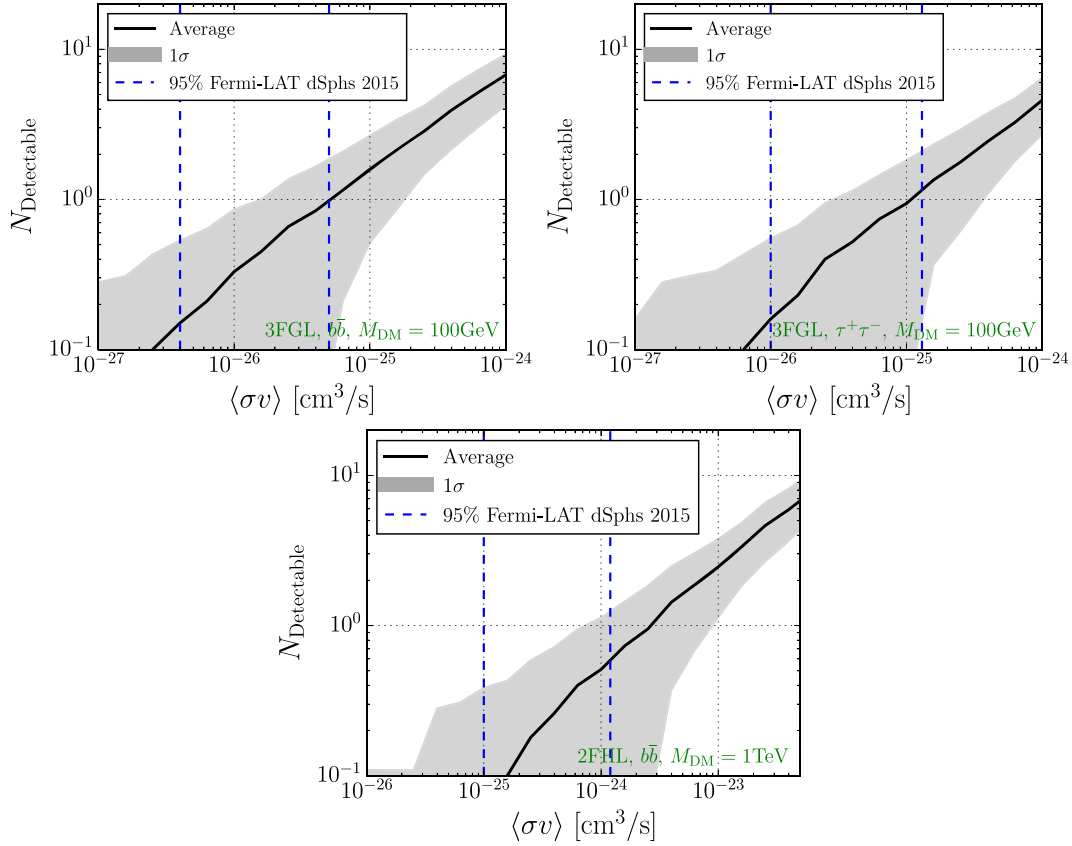 Average
1σ
95% Fermi-LAT dSphs 2015
10^1
10^0
10^−1
N_Detectable
3FGL, bb̄, M_DM = 100GeV
10^−27
10^−26
10^−25
10^−24
⟨σv⟩ [cm^3/s]
Average
1σ
95% Fermi-LAT dSphs 2015
10^1
10^0
10^−1
N_Detectable
3FGL, τ^+τ^−, M_DM = 100GeV
10^−27
10^−26
10^−25
10^−24
⟨σv⟩ [cm^3/s]
Average
1σ
95% Fermi-LAT dSphs 2015
10^1
10^0
10^−1
N_Detectable
2FHL, bb̄, M_DM = 1TeV
10^−26
10^−25
10^−24
10^−23
⟨σv⟩ [cm^3/s]